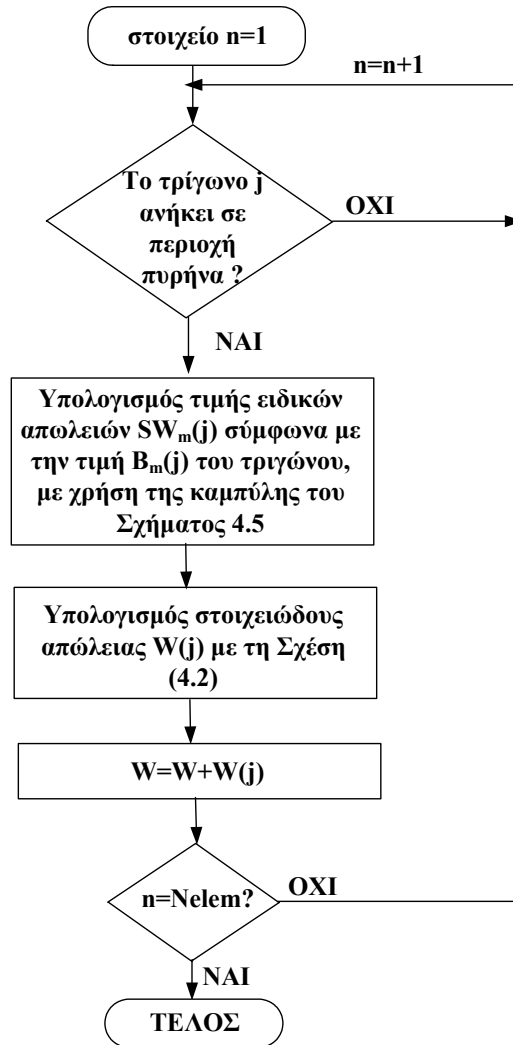 στοιχείο n=1
n=n+1
Το τρίγωνο j
ανήκει σε
περιοχή
πυρήνα ?
ΟΧΙ
ΝΑΙ
Υπολογισμός τιμής ειδικών
απωλειών SWm(j) σύμφωνα με
την τιμή Bm(j) του τριγώνου,
με χρήση της καμπύλης του
Σχήματος 4.5
Υπολογισμός στοιχειώδους
απώλειας W(j) με τη Σχέση
(4.2)
W=W+W(j)
n=Nelem?
ΟΧΙ
ΝΑΙ
ΤΕΛΟΣ